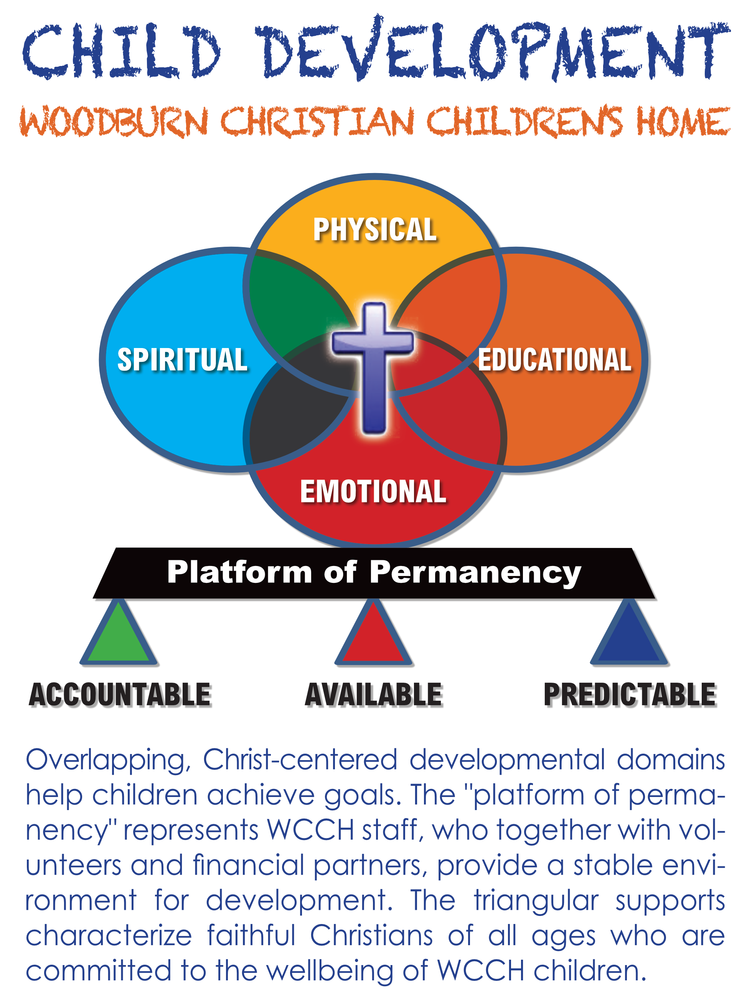 CHILD DEVELOPMENT
WOODBURN CHRISTIAN CHILDREN'S HOME
PHYSICAL
SPIRITUAL
EDUCATIONAL
EMOTIONAL
Platform of Permanency
ACCOUNTABLE
AVAILABLE
PREDICTABLE
Overlapping, Christ-centered developmental domains
help children achieve goals. The "platform of perma-
nency" represents WCCH staff, who together with vol-
unteers and financial partners, provide a stable envi-
ronment for development. The triangular supports
characterize faithful Christians of all ages who are
committed to the wellbeing of WCCH children.